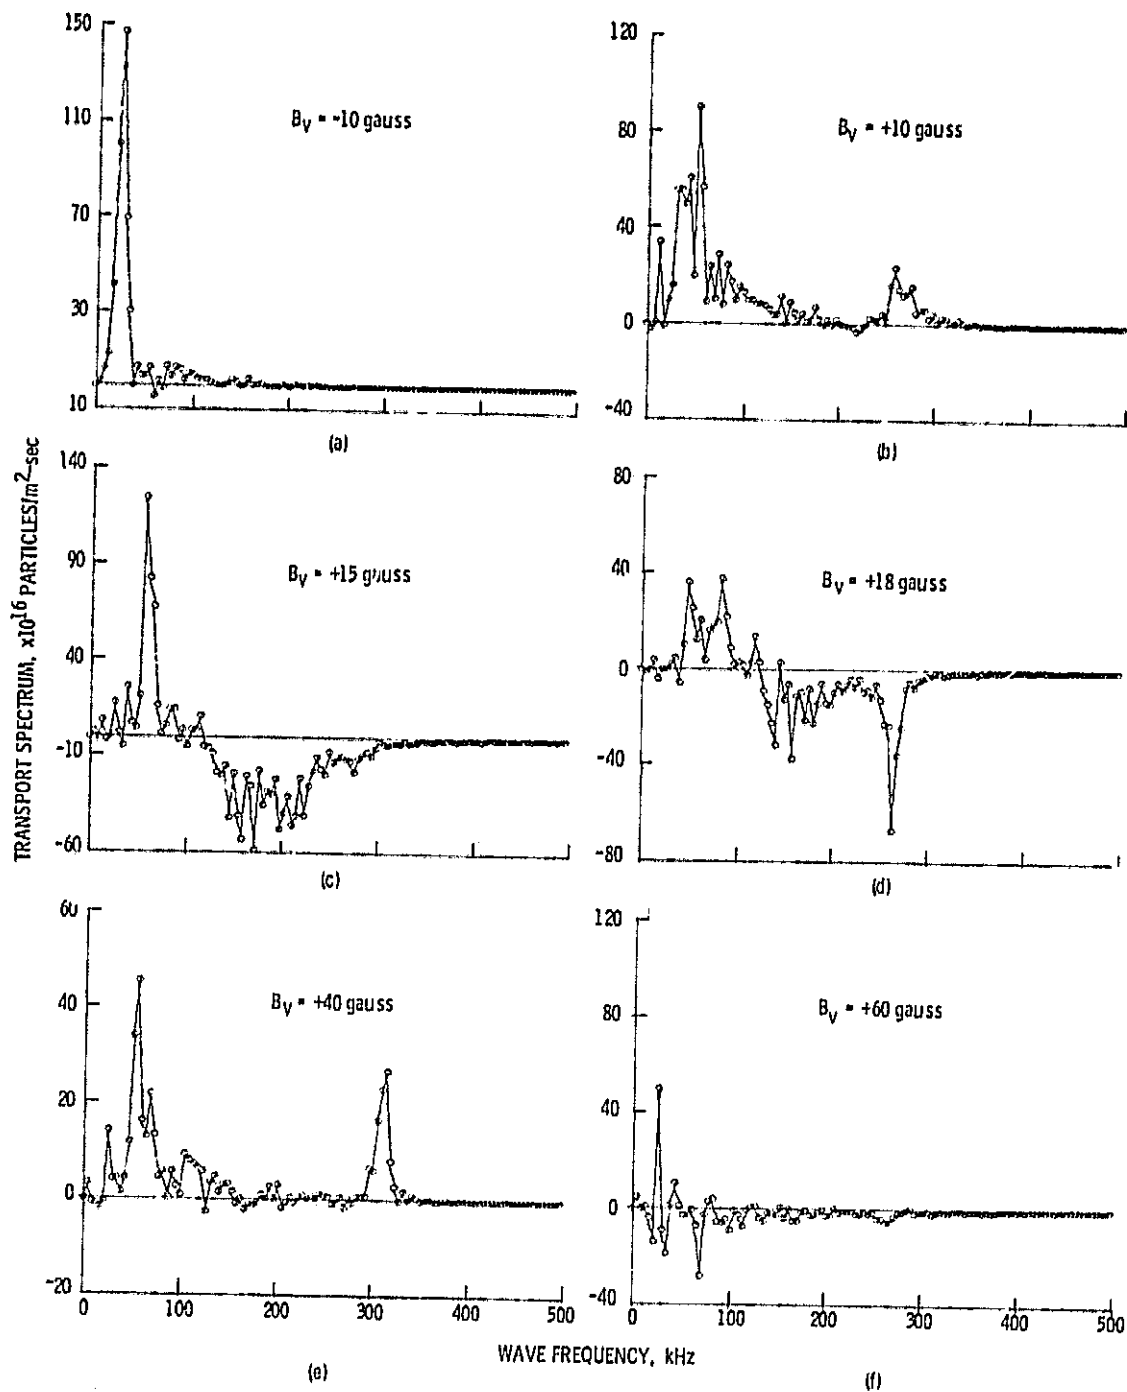 150
110
70
30
10
B_V = -10 gauss
(a)
120
80
40
0
-40
B_V = +10 gauss
(b)
TRANSPORT SPECTRUM, x10^16 PARTICLES/m^2-sec
140
90
40
-10
-60
B_V = +15 gauss
(c)
80
40
0
-40
-80
B_V = +18 gauss
(d)
60
40
20
0
-20
B_V = +40 gauss
0 100 200 300 400 500
(e)
120
80
40
0
-40
B_V = +60 gauss
0 100 200 300 400 500
(f)
WAVE FREQUENCY, kHz